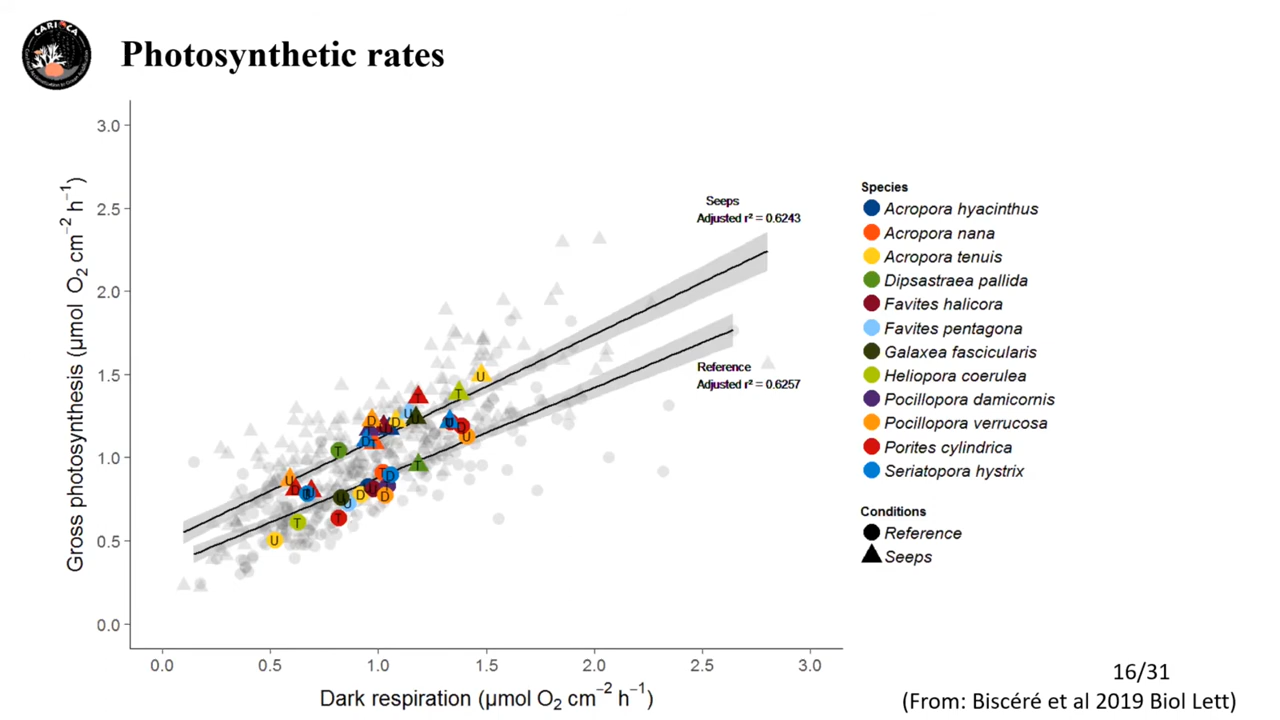 CARIOCA
Photosynthetic rates
3.0
2.5
2.0
1.5
1.0
0.5
0.0
Gross photosynthesis (µmol O₂ cm⁻² h⁻¹)
Seeps
Adjusted r² = 0.6243
Reference
Adjusted r² = 0.6257
0.0 0.5 1.0 1.5 2.0 2.5 3.0
Dark respiration (µmol O₂ cm⁻² h⁻¹)
Species
Acropora hyacinthus
Acropora nana
Acropora tenuis
Dipsastraea pallida
Favites halicora
Favites pentagona
Galaxea fascicularis
Heliopora coerulea
Pocillopora damicornis
Pocillopora verrucosa
Porites cylindrica
Seriatopora hystrix
Conditions
Reference
Seeps
16/31
(From: Biscéré et al 2019 Biol Lett)